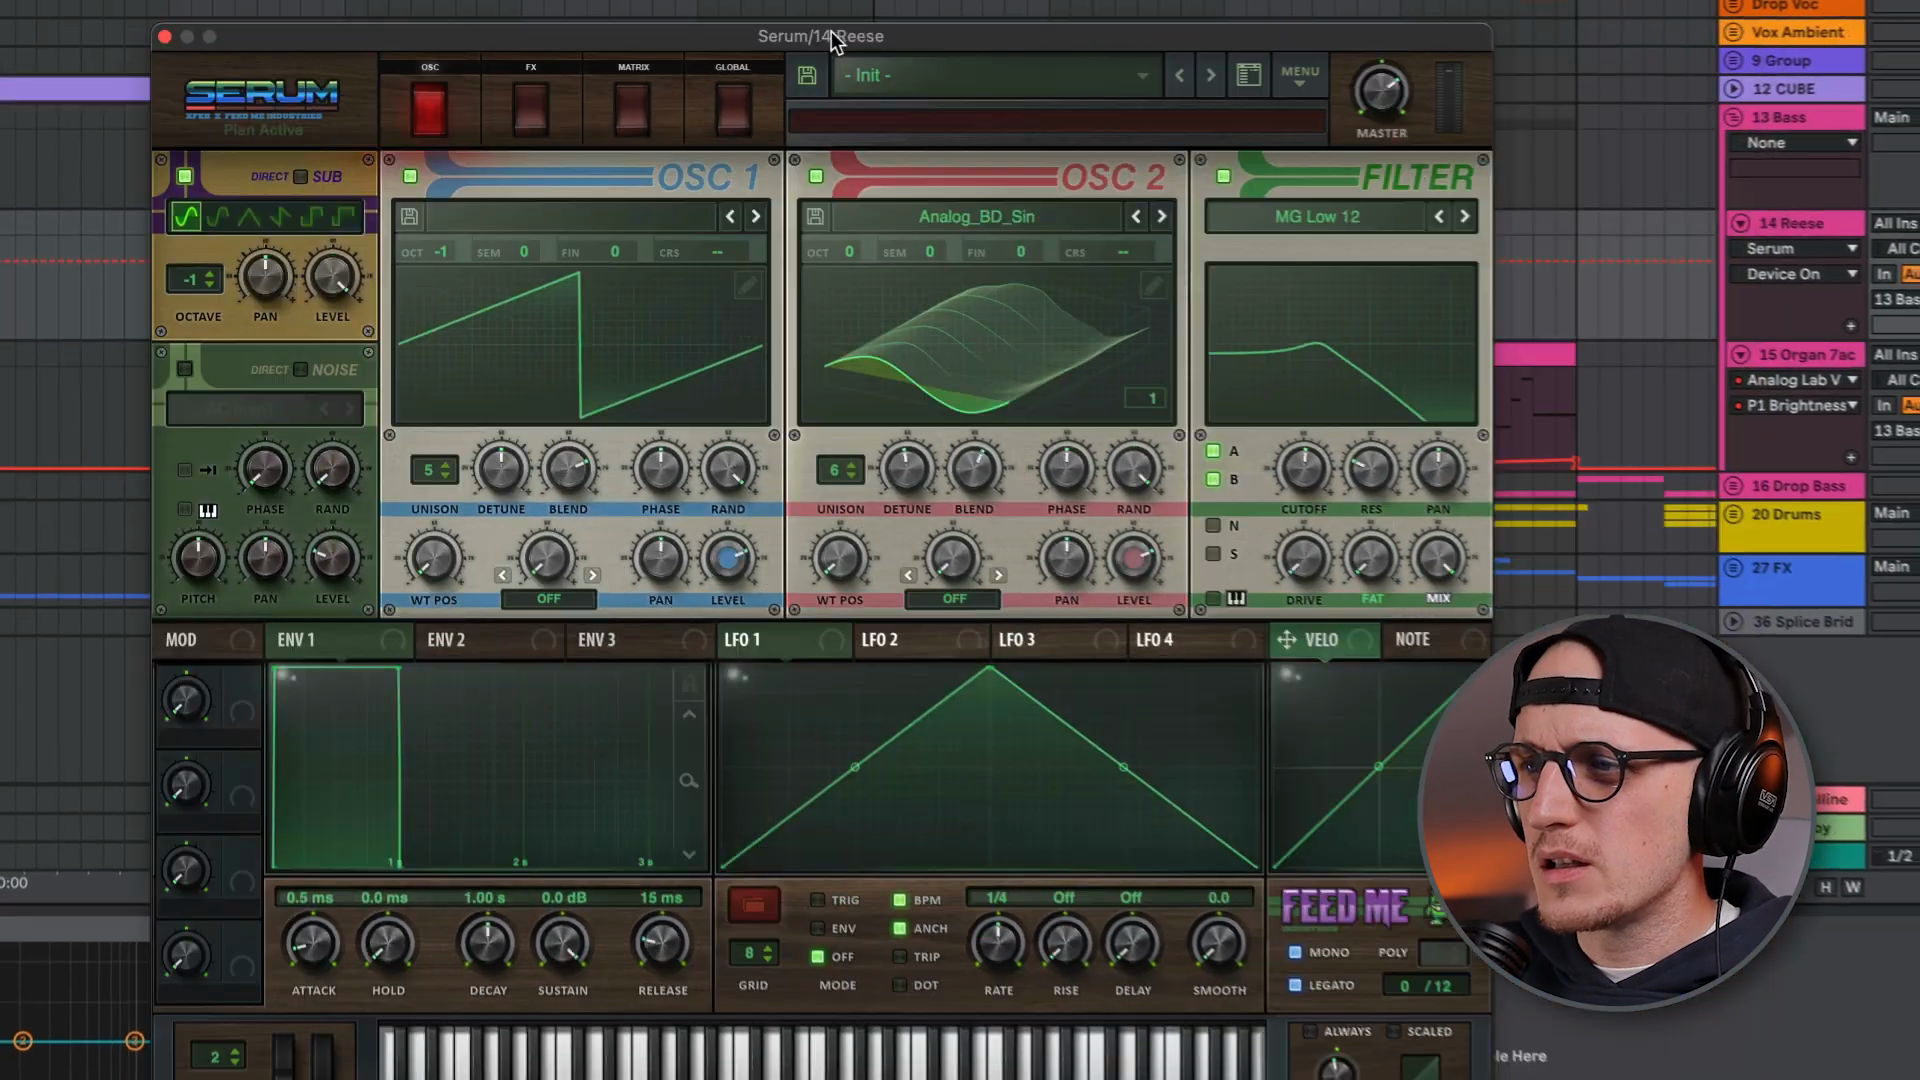 Drop Voc
Vox Ambient
9 Group
12 CUBE
13 Bass
Main
None
14 Reese
All Ins
Serum
All C
Device On
In
Au
13 Bas
15 Organ 7ac
All Ins
Analog Lab V
All C
P1 Brightness
In
Au
13 Bas
16 Drop Bass
20 Drums
Main
27 FX
Main
36 Splice Brid
1/2
H
W
0:00
Serum/14 Reese
SERUM
XFER X FEED ME INDUSTRIES
Plan Active
OSC
FX
MATRIX
GLOBAL
- Init -
MENU
MASTER
DIRECT
SUB
-1
OCTAVE
PAN
LEVEL
DIRECT
NOISE
PHASE
RAND
PITCH
PAN
LEVEL
OSC 1
OCT -1
SEM 0
FIN 0
CRS --
5
UNISON
DETUNE
BLEND
PHASE
RAND
WT POS
OFF
PAN
LEVEL
OSC 2
Analog_BD_Sin
OCT 0
SEM 0
FIN 0
CRS --
1
6
UNISON
DETUNE
BLEND
PHASE
RAND
WT POS
OFF
PAN
LEVEL
FILTER
MG Low 12
A
B
N
S
CUTOFF
RES
PAN
DRIVE
FAT
MIX
MOD
ENV 1
ENV 2
ENV 3
LFO 1
LFO 2
LFO 3
LFO 4
VELO
NOTE
1 s
2 s
3 s
0.5 ms
0.0 ms
1.00 s
0.0 dB
15 ms
ATTACK
HOLD
DECAY
SUSTAIN
RELEASE
8
GRID
TRIG
ENV
OFF
MODE
BPM
ANCH
TRIP
DOT
1/4
Off
Off
0.0
RATE
RISE
DELAY
SMOOTH
FEED ME
INDUSTRIES
MONO
POLY
LEGATO
0 / 12
ALWAYS
SCALED
2
le Here